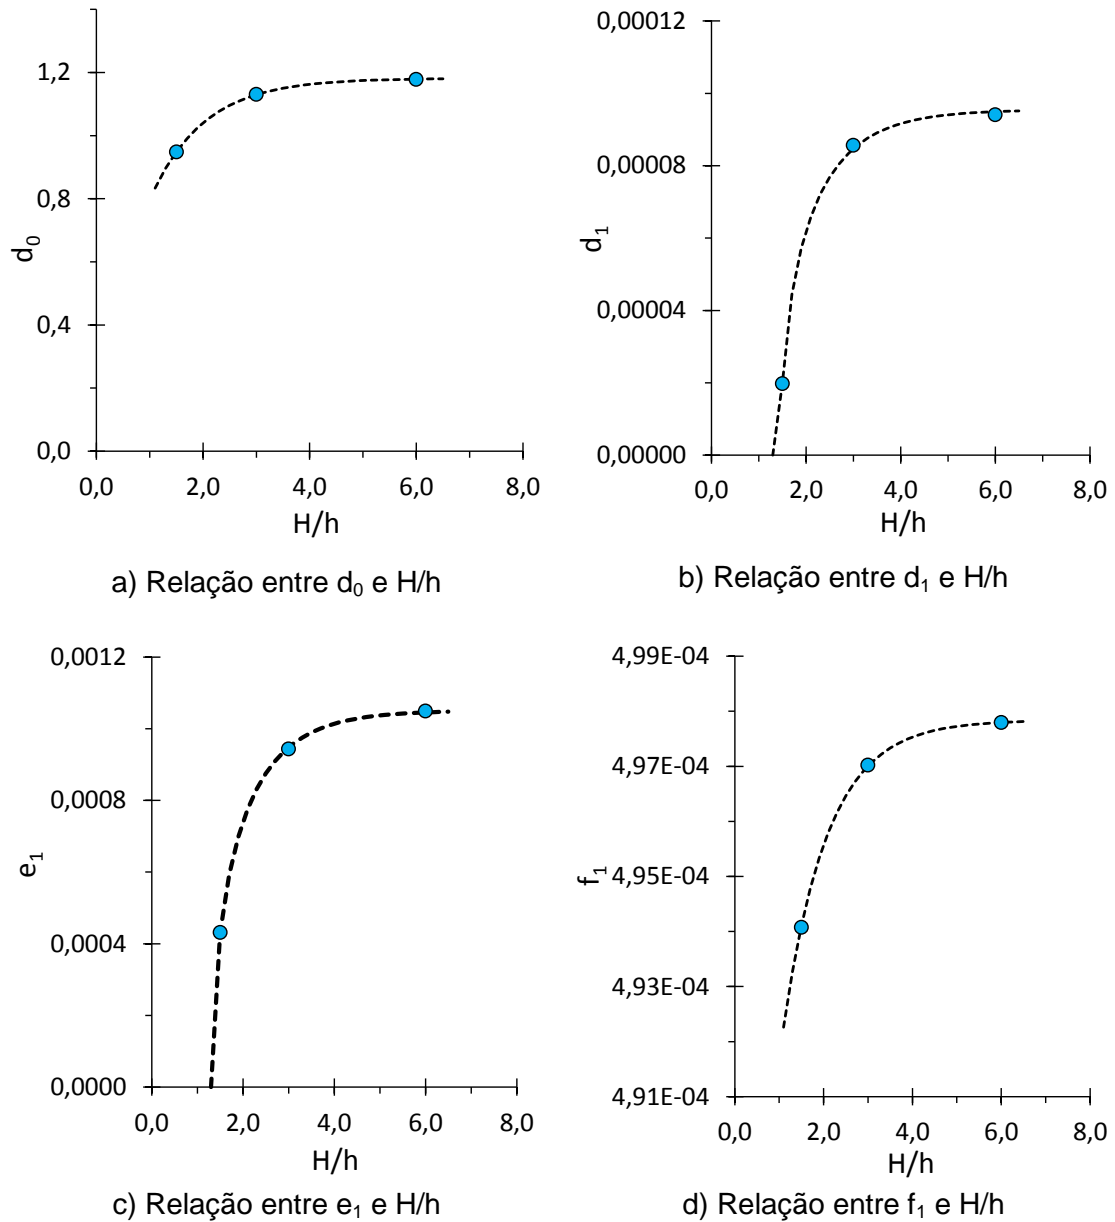 1,2
0,8
0,4
0,0
d0
0,0 2,0 4,0 6,0 8,0
H/h
a) Relação entre d0 e H/h
0,00012
0,00008
0,00004
0,00000
d1
0,0 2,0 4,0 6,0 8,0
H/h
b) Relação entre d1 e H/h
0,0012
0,0008
0,0004
0,0000
e1
0,0 2,0 4,0 6,0 8,0
H/h
c) Relação entre e1 e H/h
4,99E-04
4,97E-04
4,95E-04
4,93E-04
4,91E-04
f1
0,0 2,0 4,0 6,0 8,0
H/h
d) Relação entre f1 e H/h